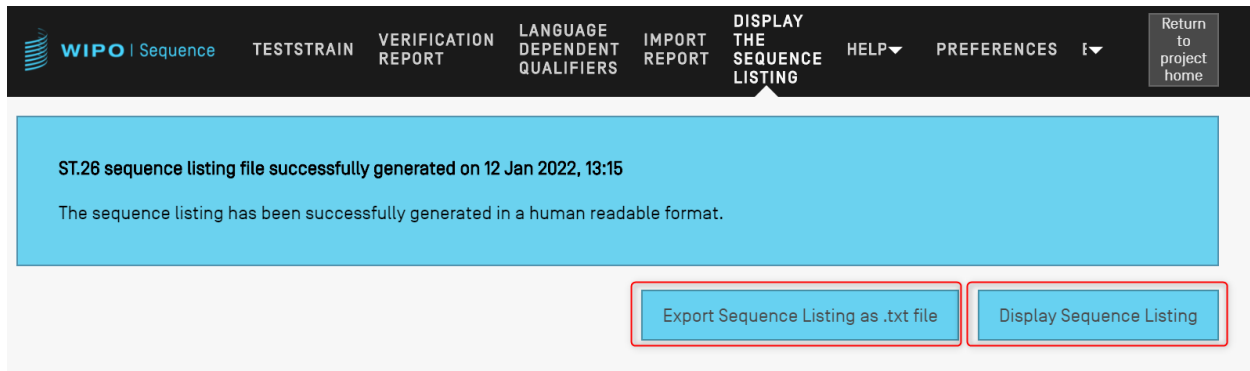 WIPO | Sequence
TESTSTRAIN
VERIFICATION
REPORT
LANGUAGE
DEPENDENT
QUALIFIERS
IMPORT
REPORT
DISPLAY
THE
SEQUENCE
LISTING
HELP
PREFERENCES
Return
to
project
home
ST.26 sequence listing file successfully generated on 12 Jan 2022, 13:15
The sequence listing has been successfully generated in a human readable format.
Export Sequence Listing as .txt file
Display Sequence Listing